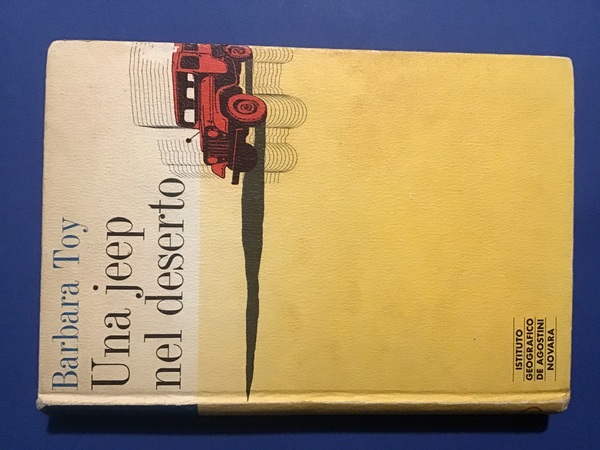 Barbara Toy
Una jeep
nel deserto
ISTITUTO
GEOGRAFICO
DE AGOSTINI
NOVARA